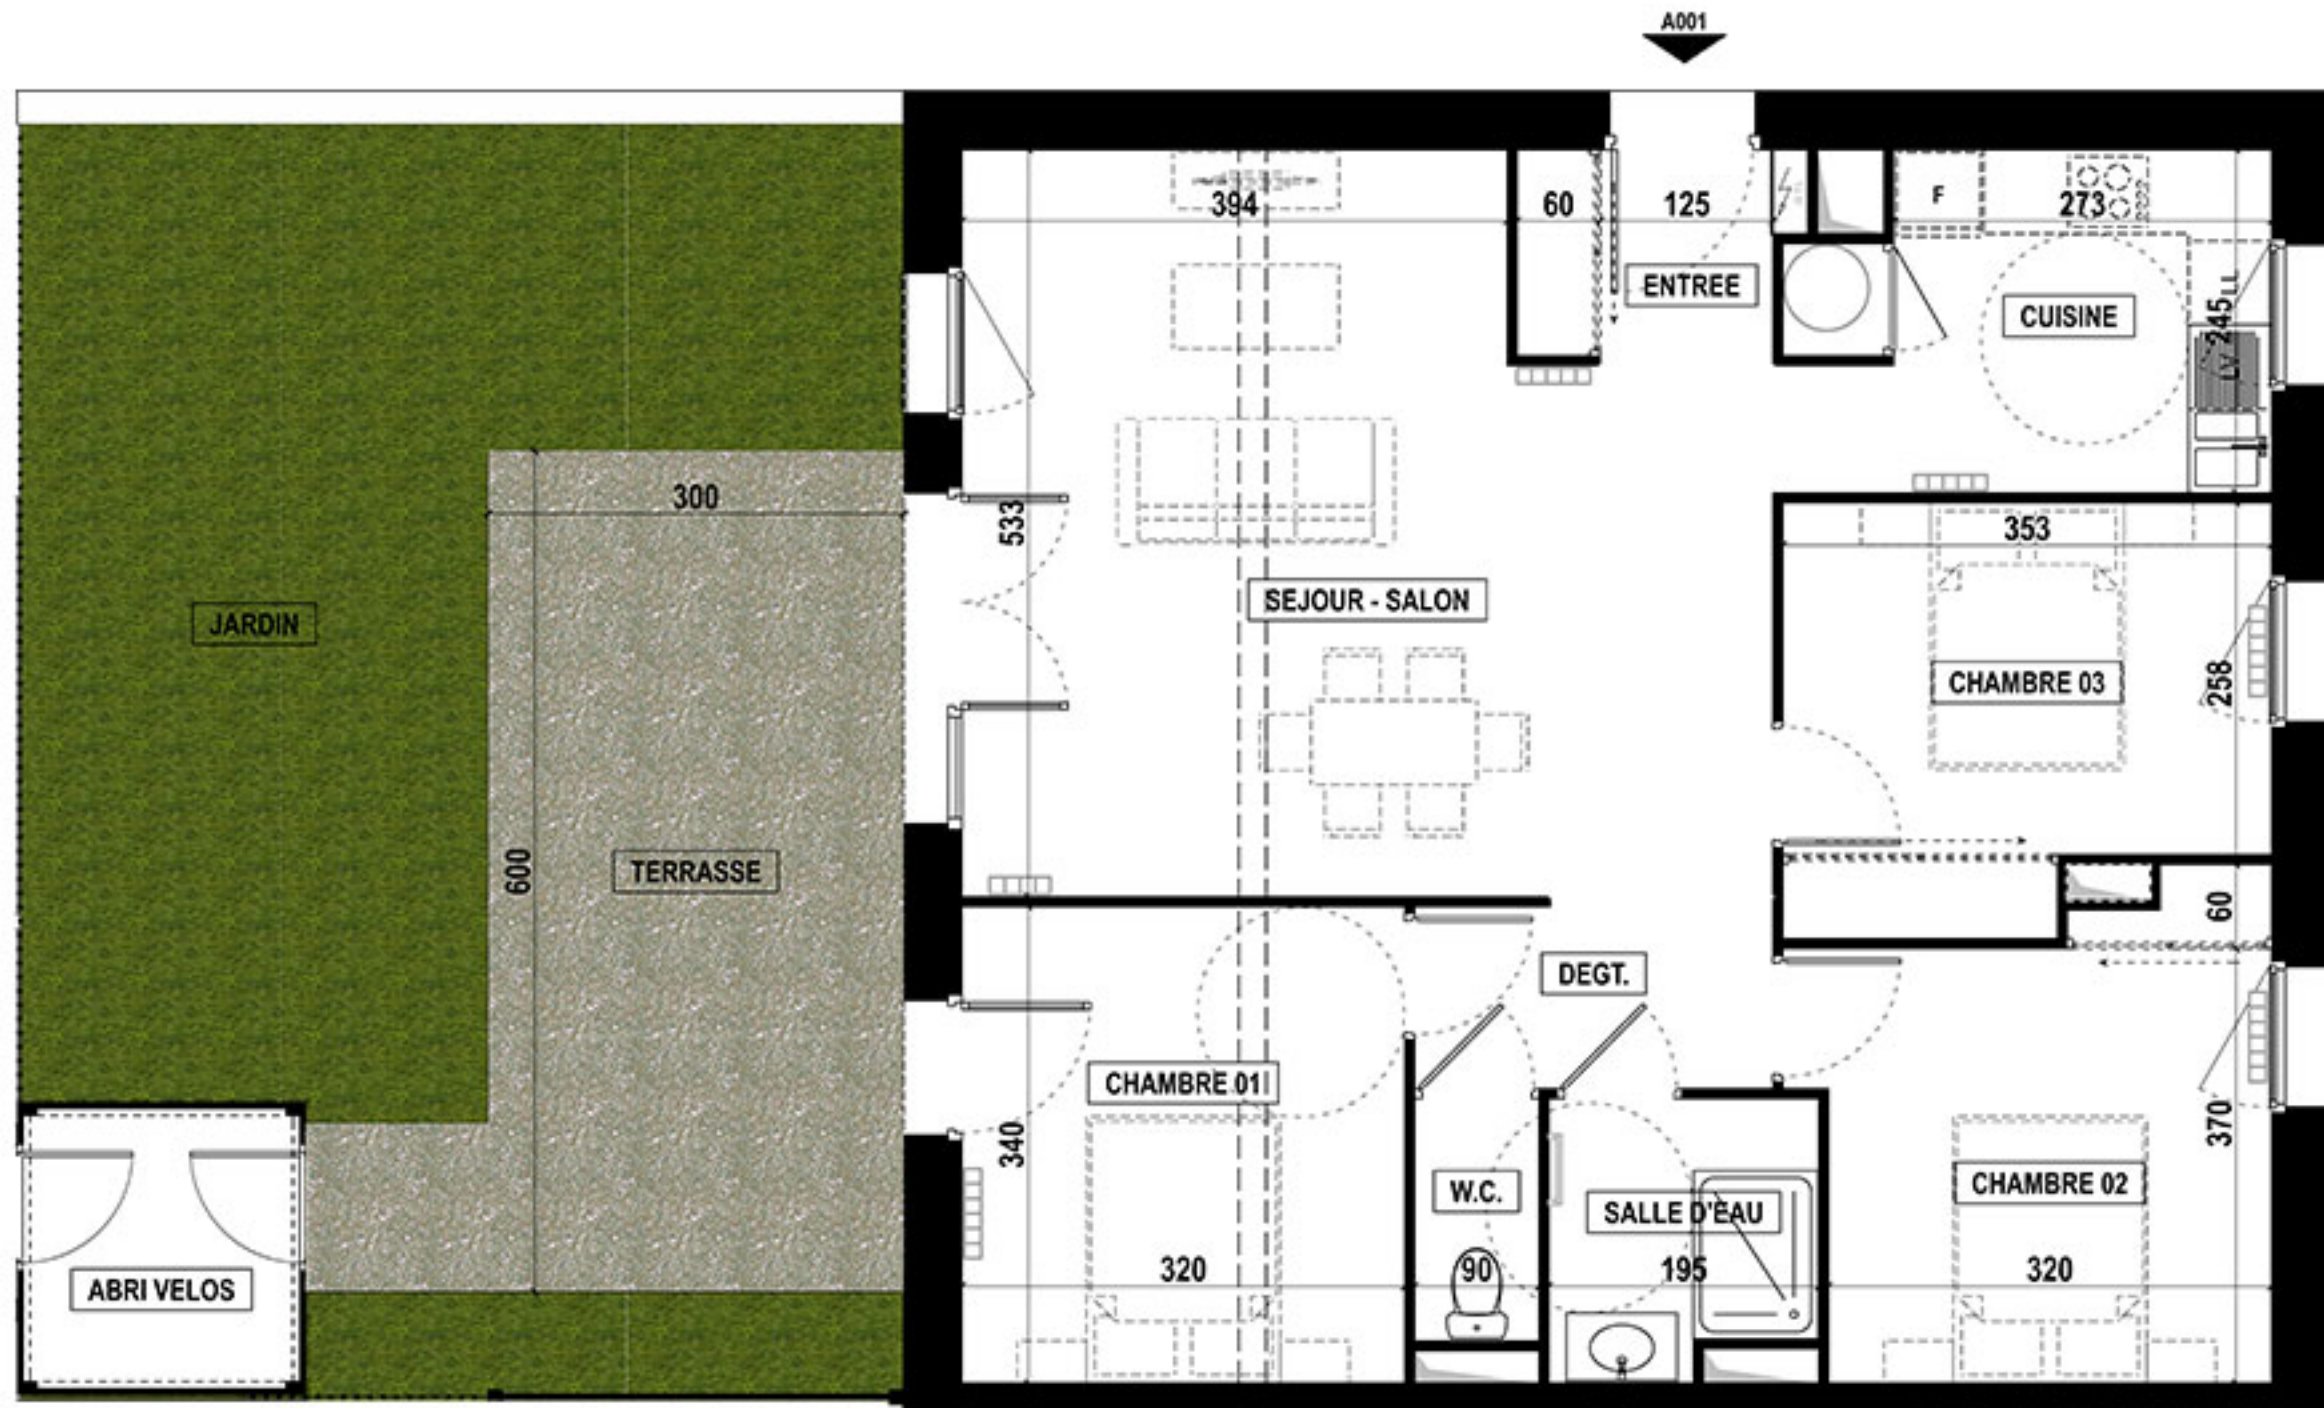 A001
394
60
125
273
F
ENTREE
CUISINE
245
LL
LV
300
533
353
JARDIN
SEJOUR - SALON
CHAMBRE 03
258
600
TERRASSE
60
DEGT.
CHAMBRE 01
340
370
W.C.
SALLE D'EAU
CHAMBRE 02
320
90
195
320
ABRI VELOS